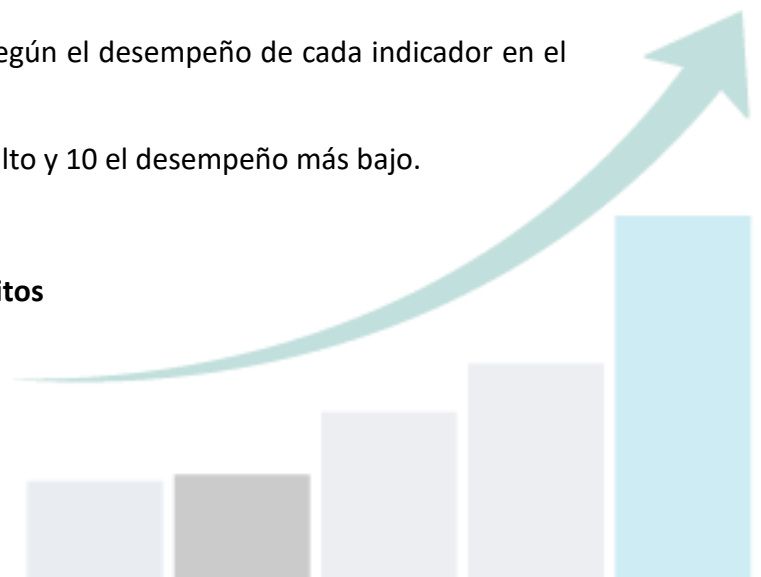 egún el desempeño de cada indicador en el
lto y 10 el desempeño más bajo.
itos